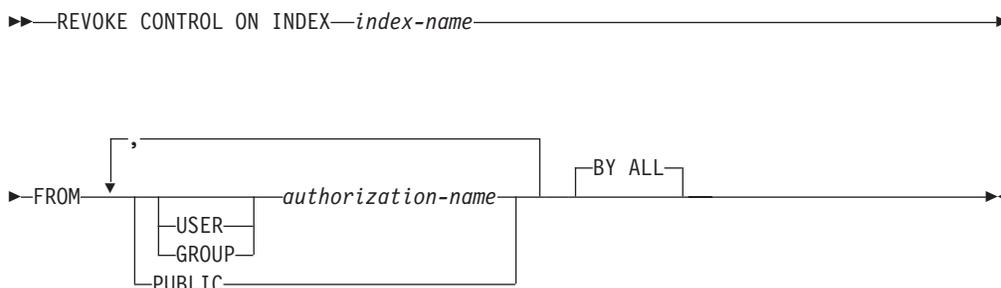 REVOKE CONTROL ON INDEX index-name
,
BY ALL
FROM authorization-name
USER
GROUP
PUBLIC